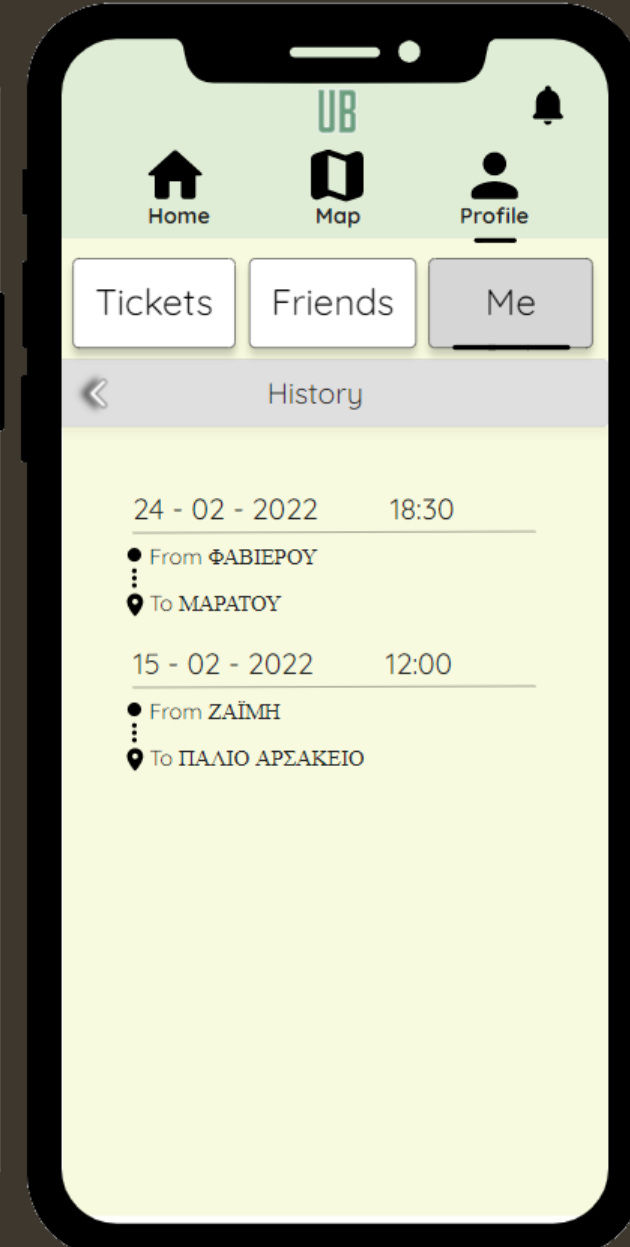 UB
Home Map Profile
Tickets Friends Me
History
24 - 02 - 2022 18:30
From ΦΑΒΙΕΡΟΥ
To ΜΑΡΑΤΟΥ
15 - 02 - 2022 12:00
From ΖΑΪΜΗ
To ΠΑΛΙΟ ΑΡΣΑΚΕΙΟ